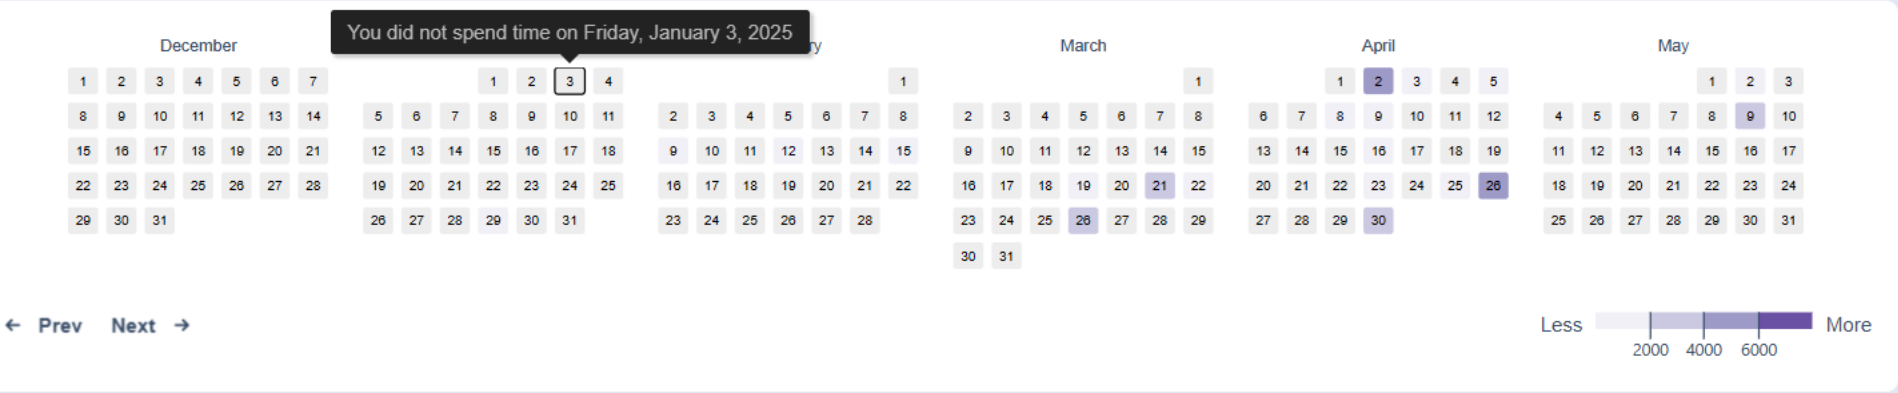 You did not spend time on Friday, January 3, 2025
December
1 2 3 4 5 6 7
8 9 10 11 12 13 14
15 16 17 18 19 20 21
22 23 24 25 26 27 28
29 30 31
1 2 3 4
5 6 7 8 9 10 11
12 13 14 15 16 17 18
19 20 21 22 23 24 25
26 27 28 29 30 31
ry
1
2 3 4 5 6 7 8
9 10 11 12 13 14 15
16 17 18 19 20 21 22
23 24 25 26 27 28
March
1
2 3 4 5 6 7 8
9 10 11 12 13 14 15
16 17 18 19 20 21 22
23 24 25 26 27 28 29
30 31
April
1 2 3 4 5
6 7 8 9 10 11 12
13 14 15 16 17 18 19
20 21 22 23 24 25 26
27 28 29 30
May
1 2 3
4 5 6 7 8 9 10
11 12 13 14 15 16 17
18 19 20 21 22 23 24
25 26 27 28 29 30 31
← Prev Next →
Less More
2000 4000 6000